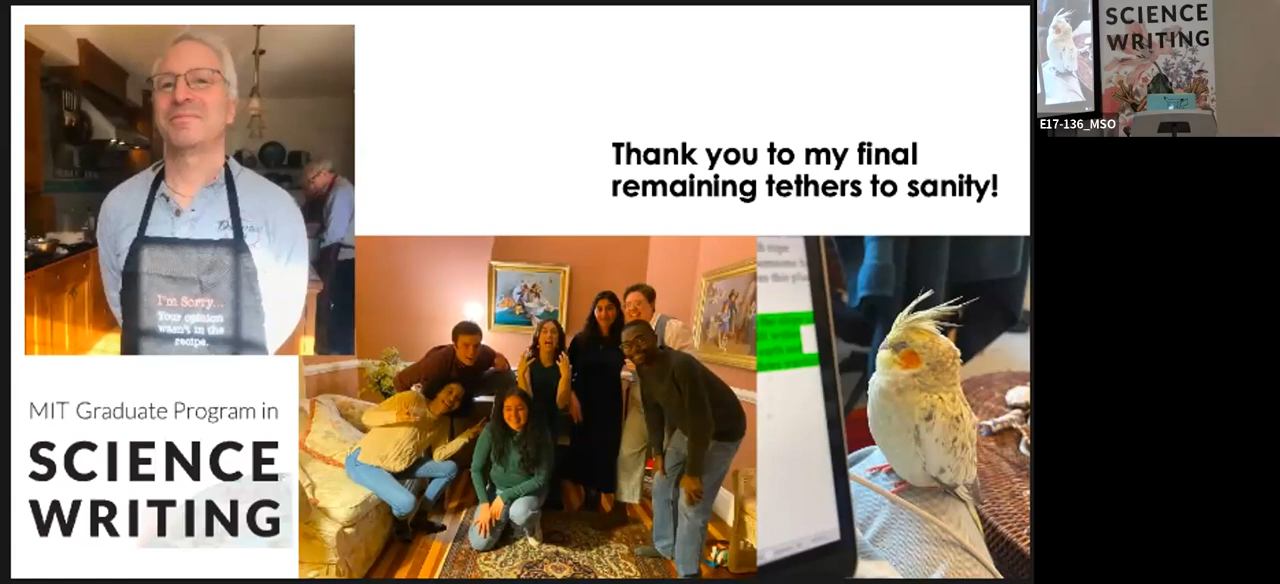 Thank you to my final
remaining tethers to sanity!
I'm Sorry...
Your opinion
wasn't in the
recipe.
MIT Graduate Program in
SCIENCE
WRITING
SCIENCE
WRITING
E17-136_MSO